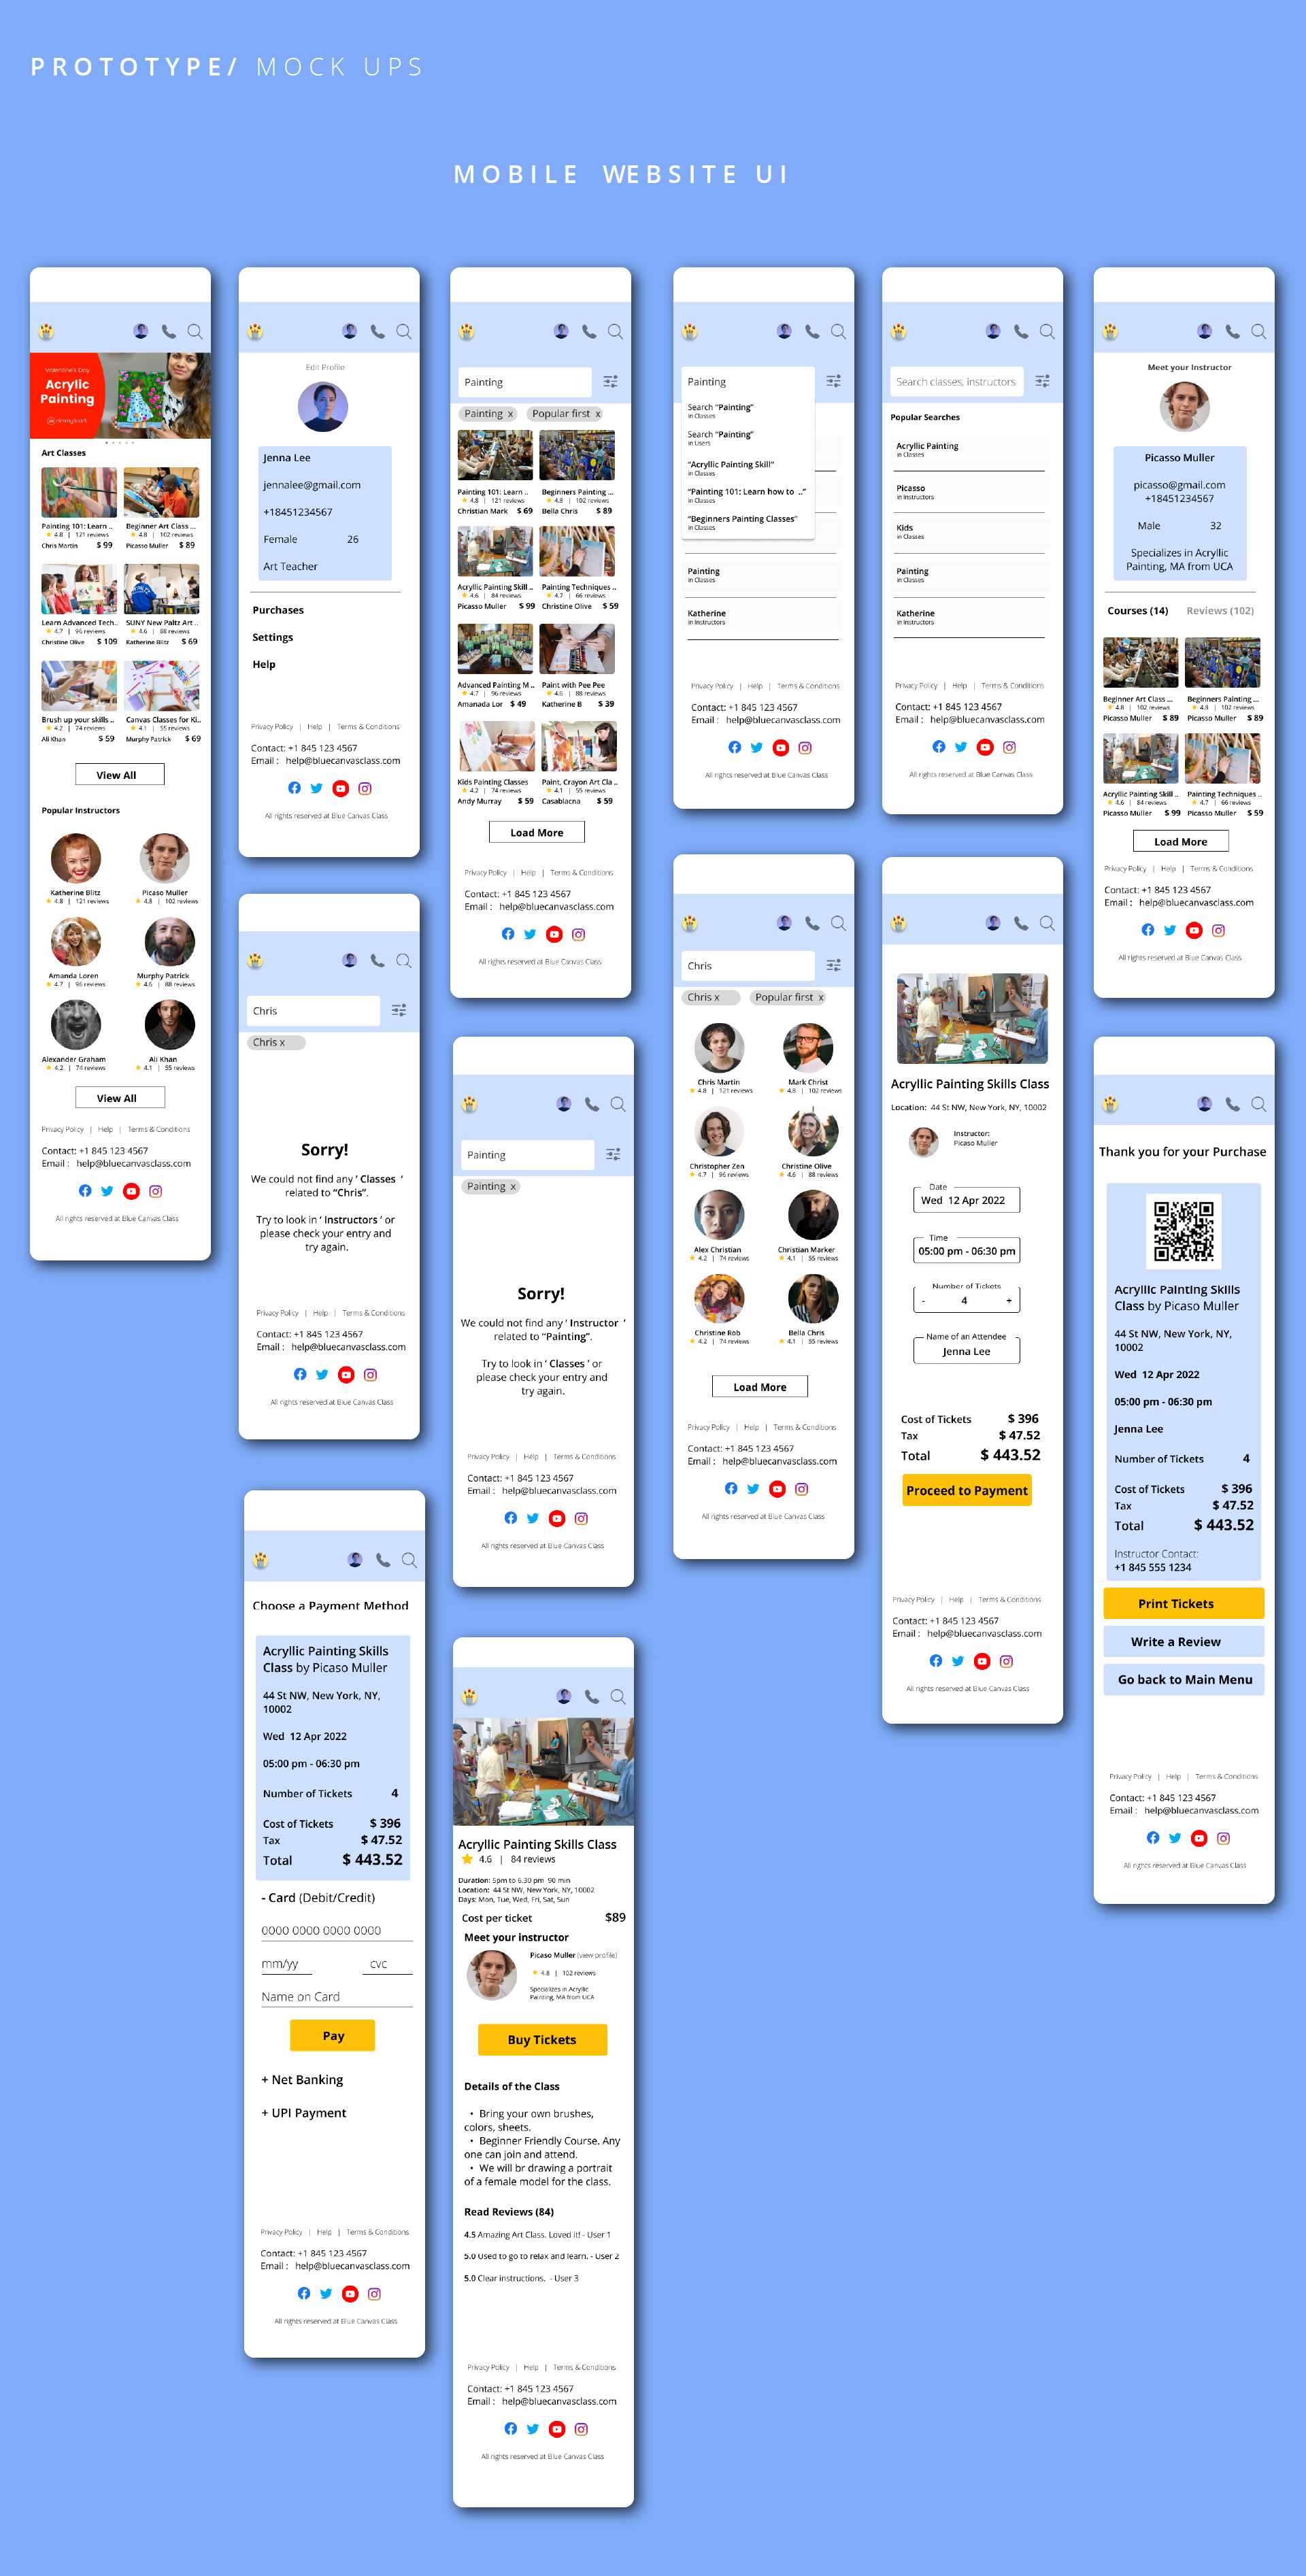 PROTOTYPE/ MOCK UPS
MOBILE WEBSITE UI
Valentine's Day
Acrylic
Painting
nimmy's art
Art Classes
Painting 101: Learn ..
4.8 | 121 reviews
Chris Martin $ 99
Beginner Art Class ...
4.8 | 102 reviews
Picasso Muller $ 89
Learn Advanced Tech..
4.7 | 96 reviews
Christine Olive $ 109
SUNY New Paltz Art ..
4.6 | 88 reviews
Katherine Blitz $ 69
Brush up your skills ..
4.2 | 74 reviews
Ali Khan $ 59
Canvas Classes for Ki..
4.1 | 55 reviews
Murphy Patrick $ 69
View All
Popular Instructors
Katherine Blitz
4.8 | 121 reviews
Picaso Muller
4.8 | 102 reviews
Amanda Loren
4.7 | 96 reviews
Murphy Patrick
4.6 | 88 reviews
Alexander Graham
4.2 | 74 reviews
Ali Khan
4.1 | 55 reviews
View All
Privacy Policy | Help | Terms & Conditions
Contact: +1 845 123 4567
Email : help@bluecanvasclass.com
All rights reserved at Blue Canvas Class
Edit Profile
Jenna Lee
jennalee@gmail.com
+18451234567
Female 26
Art Teacher
Purchases
Settings
Help
Privacy Policy | Help | Terms & Conditions
Contact: +1 845 123 4567
Email : help@bluecanvasclass.com
All rights reserved at Blue Canvas Class
Painting
Painting x Popular first x
Painting 101: Learn ..
4.8 | 121 reviews
Christian Mark $ 69
Beginners Painting ...
4.8 | 102 reviews
Bella Chris $ 89
Acryllic Painting Skill ..
4.6 | 84 reviews
Picasso Muller $ 99
Painting Techniques ..
4.7 | 66 reviews
Christine Olive $ 59
Advanced Painting M ..
4.7 | 96 reviews
Amanada Lor $ 49
Paint with Pee Pee
4.6 | 88 reviews
Katherine B $ 39
Kids Painting Classes
4.2 | 74 reviews
Andy Murray $ 59
Paint, Crayon Art Cla ..
4.1 | 55 reviews
Casablacna $ 59
Load More
Privacy Policy | Help | Terms & Conditions
Contact: +1 845 123 4567
Email : help@bluecanvasclass.com
All rights reserved at Blue Canvas Class
Painting
Search "Painting"
in Classes
Search "Painting"
in Users
"Acryllic Painting Skill"
in Classes
"Painting 101: Learn how to .."
in Classes
"Beginners Painting Classes"
in Classes
Painting
in Classes
Katherine
in Instructors
Privacy Policy | Help | Terms & Conditions
Contact: +1 845 123 4567
Email : help@bluecanvasclass.com
All rights reserved at Blue Canvas Class
Search classes, instructors
Popular Searches
Acryllic Painting
in Classes
Picasso
in Instructors
Kids
in Classes
Painting
in Classes
Katherine
in Instructors
Privacy Policy | Help | Terms & Conditions
Contact: +1 845 123 4567
Email : help@bluecanvasclass.com
All rights reserved at Blue Canvas Class
Meet your Instructor
Picasso Muller
picasso@gmail.com
+18451234567
Male 32
Specializes in Acryllic
Painting, MA from UCA
Courses (14) Reviews (102)
Beginner Art Class ...
4.8 | 102 reviews
Picasso Muller $ 89
Beginners Painting ...
4.8 | 102 reviews
Picasso Muller $ 89
Acryllic Painting Skill ..
4.6 | 84 reviews
Picasso Muller $ 99
Painting Techniques ..
4.7 | 66 reviews
Picasso Muller $ 59
Load More
Privacy Policy | Help | Terms & Conditions
Contact: +1 845 123 4567
Email : help@bluecanvasclass.com
All rights reserved at Blue Canvas Class
Chris
Chris x
Sorry!
We could not find any ' Classes '
related to "Chris".
Try to look in ' Instructors ' or
please check your entry and
try again.
Privacy Policy | Help | Terms & Conditions
Contact: +1 845 123 4567
Email : help@bluecanvasclass.com
All rights reserved at Blue Canvas Class
Painting
Painting x
Sorry!
We could not find any ' Instructor '
related to "Painting".
Try to look in ' Classes ' or
please check your entry and
try again.
Privacy Policy | Help | Terms & Conditions
Contact: +1 845 123 4567
Email : help@bluecanvasclass.com
All rights reserved at Blue Canvas Class
Chris
Chris x Popular first x
Chris Martin
4.8 | 121 reviews
Mark Christ
4.8 | 102 reviews
Christopher Zen
4.7 | 96 reviews
Christine Olive
4.6 | 88 reviews
Alex Christian
4.2 | 74 reviews
Christian Marker
4.1 | 55 reviews
Christine Rob
4.2 | 74 reviews
Bella Chris
4.1 | 55 reviews
Load More
Privacy Policy | Help | Terms & Conditions
Contact: +1 845 123 4567
Email : help@bluecanvasclass.com
All rights reserved at Blue Canvas Class
Acryllic Painting Skills Class
Location: 44 St NW, New York, NY, 10002
Instructor:
Picaso Muller
Date
Wed 12 Apr 2022
Time
05:00 pm - 06:30 pm
Number of Tickets
- 4 +
Name of an Attendee
Jenna Lee
Cost of Tickets $ 396
Tax $ 47.52
Total $ 443.52
Proceed to Payment
Privacy Policy | Help | Terms & Conditions
Contact: +1 845 123 4567
Email : help@bluecanvasclass.com
All rights reserved at Blue Canvas Class
Thank you for your Purchase
Acryllic Painting Skills
Class by Picaso Muller
44 St NW, New York, NY,
10002
Wed 12 Apr 2022
05:00 pm - 06:30 pm
Jenna Lee
Number of Tickets 4
Cost of Tickets $ 396
Tax $ 47.52
Total $ 443.52
Instructor Contact:
+1 845 555 1234
Print Tickets
Write a Review
Go back to Main Menu
Privacy Policy | Help | Terms & Conditions
Contact: +1 845 123 4567
Email : help@bluecanvasclass.com
All rights reserved at Blue Canvas Class
Choose a Payment Method
Acryllic Painting Skills
Class by Picaso Muller
44 St NW, New York, NY,
10002
Wed 12 Apr 2022
05:00 pm - 06:30 pm
Number of Tickets 4
Cost of Tickets $ 396
Tax $ 47.52
Total $ 443.52
- Card (Debit/Credit)
0000 0000 0000 0000
mm/yy cvc
Name on Card
Pay
+ Net Banking
+ UPI Payment
Privacy Policy | Help | Terms & Conditions
Contact: +1 845 123 4567
Email : help@bluecanvasclass.com
All rights reserved at Blue Canvas Class
Acryllic Painting Skills Class
4.6 | 84 reviews
Duration: 5pm to 6.30 pm 90 min
Location: 44 St NW, New York, NY, 10002
Days: Mon, Tue, Wed, Fri, Sat, Sun
Cost per ticket $89
Meet your instructor
Picaso Muller (view profile)
4.8 | 102 reviews
Specializes in Acryllic
Painting, MA from UCA
Buy Tickets
Details of the Class
• Bring your own brushes,
colors, sheets.
• Beginner Friendly Course. Any
one can join and attend.
• We will br drawing a portrait
of a female model for the class.
Read Reviews (84)
4.5 Amazing Art Class. Loved it! - User 1
5.0 Used to go to relax and learn. - User 2
5.0 Clear instructions. - User 3
Privacy Policy | Help | Terms & Conditions
Contact: +1 845 123 4567
Email : help@bluecanvasclass.com
All rights reserved at Blue Canvas Class